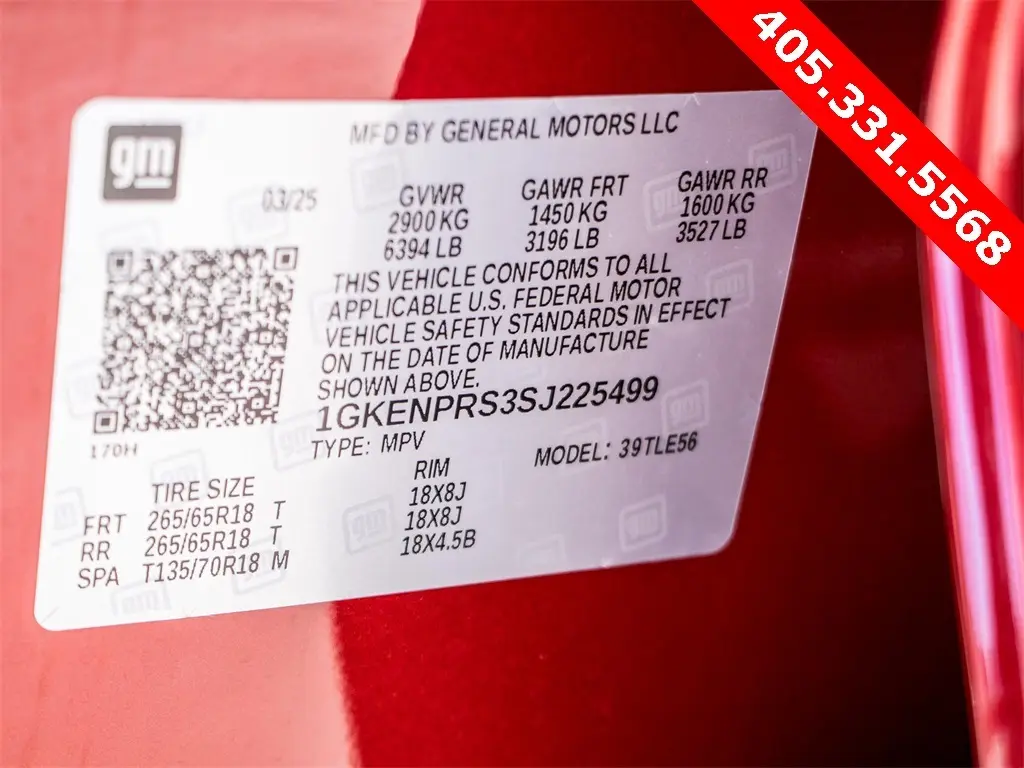 405.331.5568
gm
MFD BY GENERAL MOTORS LLC
03/25
GVWR GAWR FRT GAWR RR
2900 KG 1450 KG 1600 KG
6394 LB 3196 LB 3527 LB
THIS VEHICLE CONFORMS TO ALL
APPLICABLE U.S. FEDERAL MOTOR
VEHICLE SAFETY STANDARDS IN EFFECT
ON THE DATE OF MANUFACTURE
SHOWN ABOVE.
1GKENPRS3SJ225499
170H
TYPE: MPV MODEL: 39TLE56
TIRE SIZE RIM
FRT 265/65R18 T 18X8J
RR 265/65R18 T 18X8J
SPA T135/70R18 M 18X4.5B